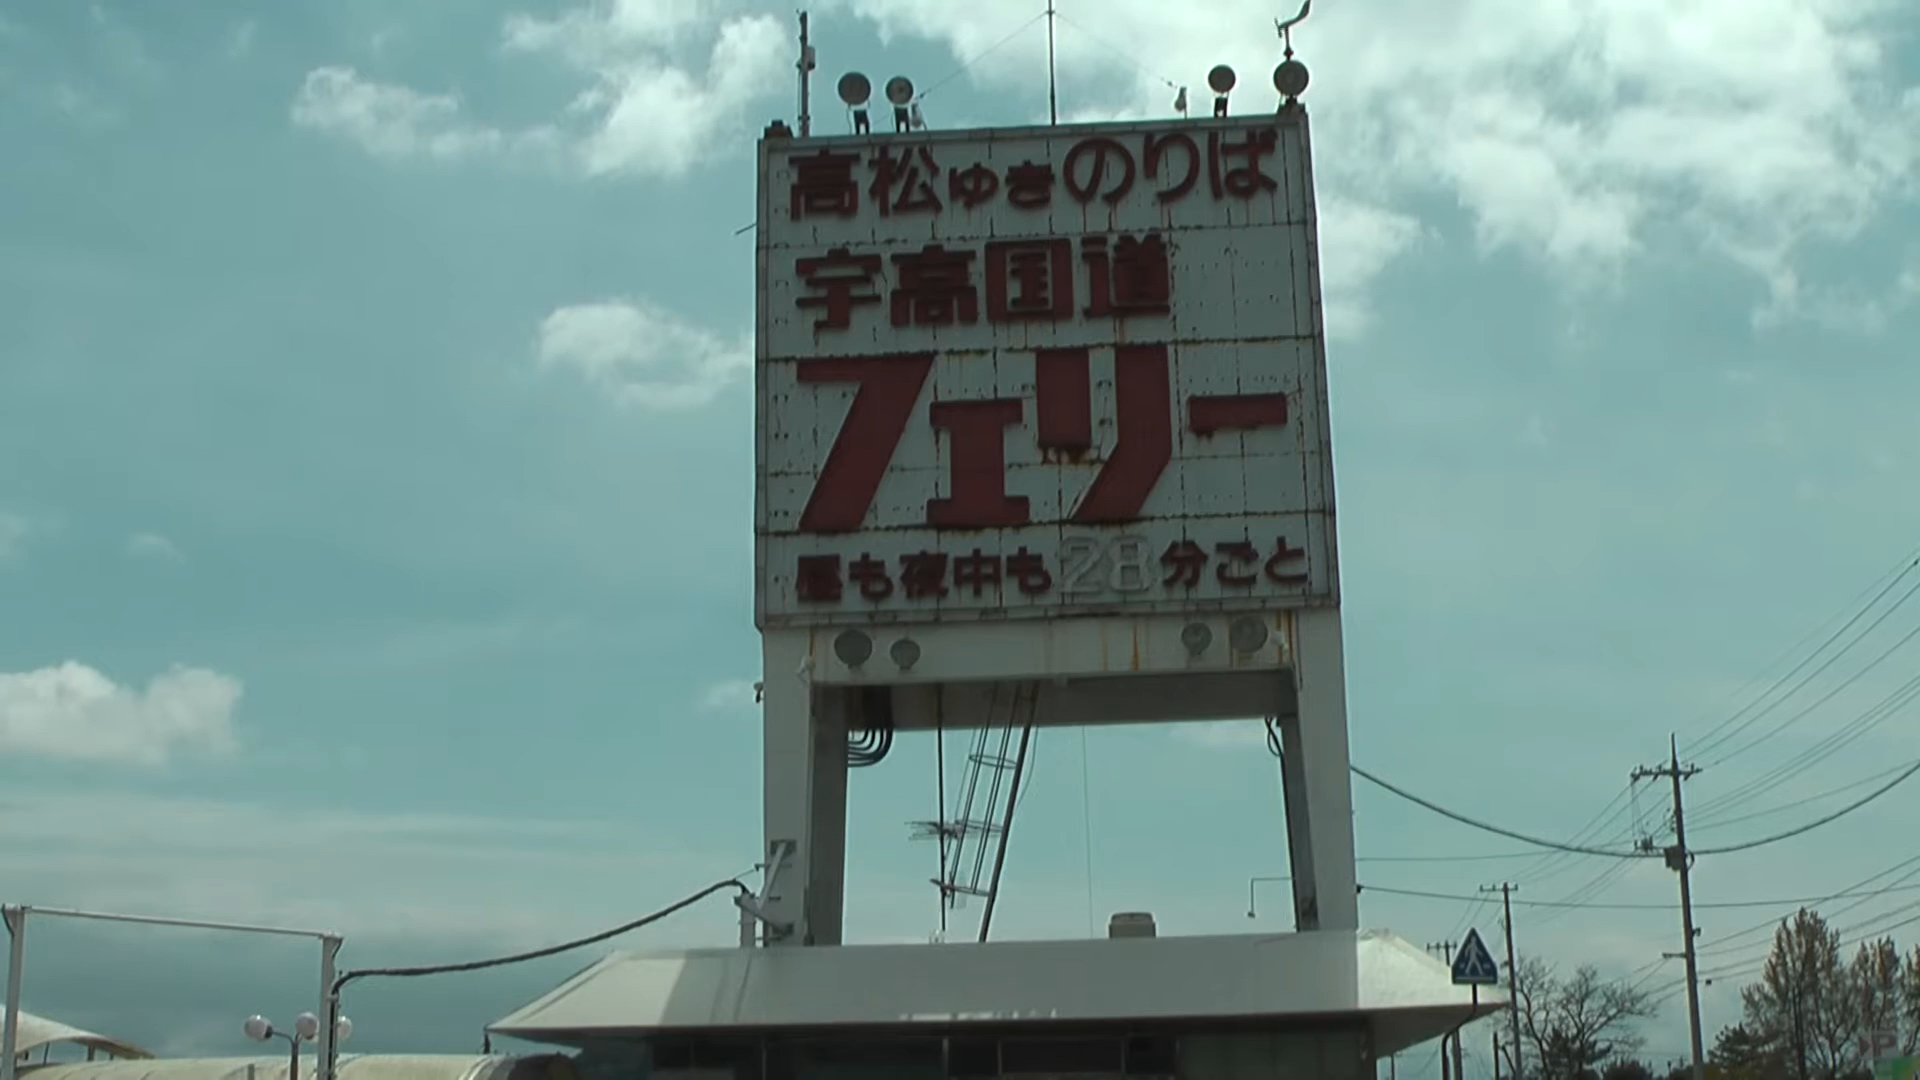 高松ゆきのりば
宇高国道
フェリー
昼も夜中も28分ごと